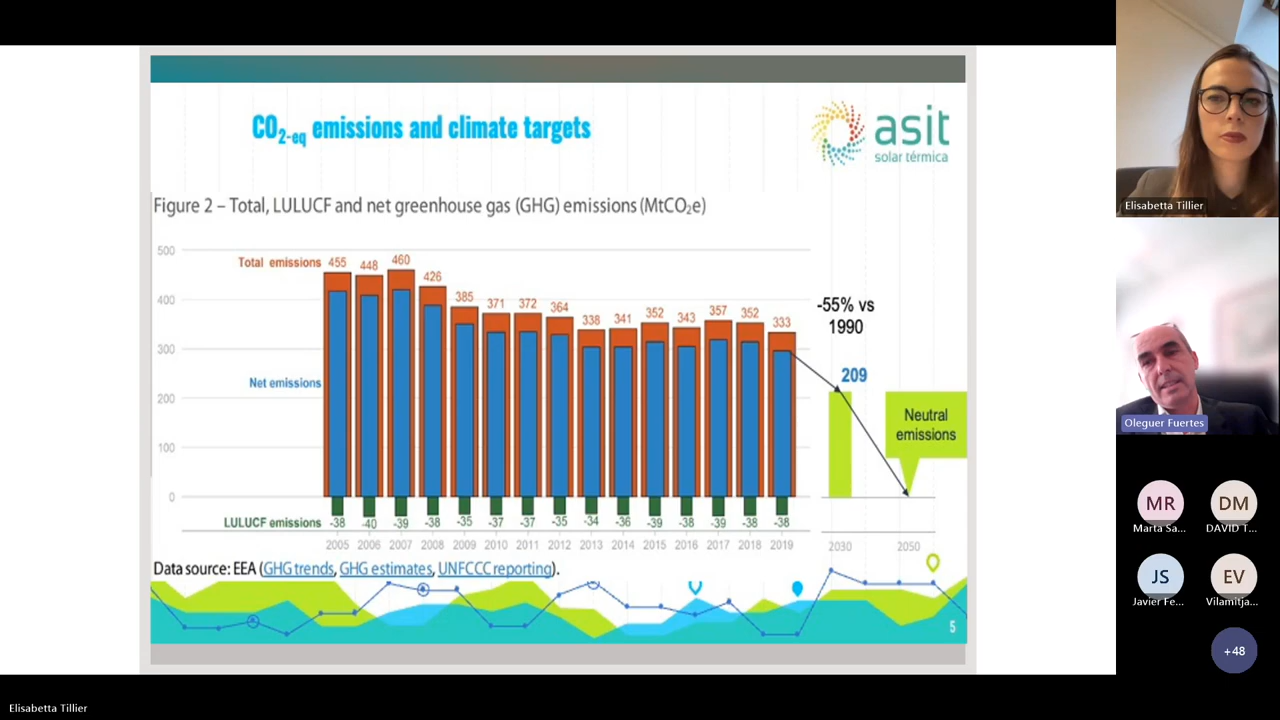 CO2-eq emissions and climate targets
asit
solar térmica
Figure 2 – Total, LULUCF and net greenhouse gas (GHG) emissions (MtCO₂e)
500
400
300
200
100
0
Total emissions
Net emissions
LULUCF emissions
455 448 460 426 385 371 372 364 338 341 352 343 357 352 333
-38 -40 -39 -38 -35 -37 -37 -35 -34 -36 -39 -38 -39 -38 -38
2005 2006 2007 2008 2009 2010 2011 2012 2013 2014 2015 2016 2017 2018 2019 2030 2050
-55% vs
1990
209
Neutral
emissions
Data source: EEA (GHG trends, GHG estimates, UNFCCC reporting).
5
Elisabetta Tillier
Oleguer Fuertes
MR
Marta Sa...
DM
DAVID T...
JS
Javier Fe...
EV
Vilamitja...
+48
Elisabetta Tillier